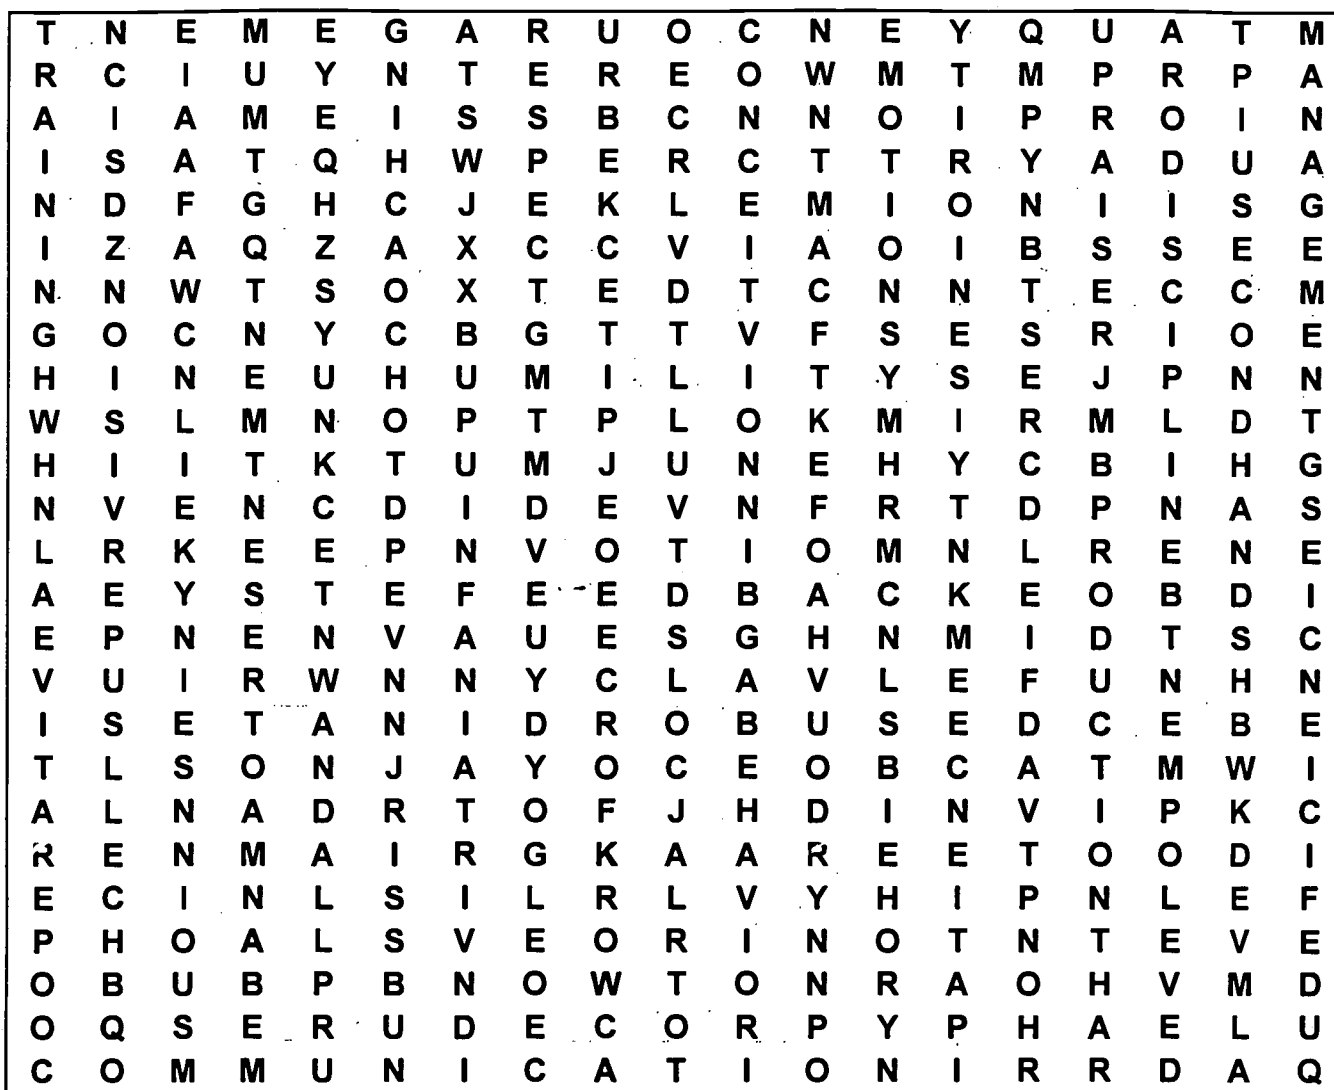 T N E M E G A R U O C N E Y Q U A T M
R C I U Y N T E R E O W M T M P R P A
A I A M E I S S B C N N O I P R O I N
I S A T Q H W P E R C T T R Y A D U A
N D F G H C J E K L E M I O N I I S G
I Z A Q Z A X C C V I A O I B S S E E
N N W T S O X T E D T C N N T E C C M
G O C N Y C B G T T V F S E S R I O E
H I N E U H U M I L I T Y S E J P N N
W S L M N O P T P L O K M I R M L D T
H I I T K T U M J U N E H Y C B I H G
N V E N C D I D E V N F R T D P N A S
L R K E E P N V O T I O M N L R E N E
A E Y S T E F E E D B A C K E O B D I
E P N E N V A U E S G H N M I D T S C
V U I R W N N Y C L A V L E F U N H N
I S E T A N I D R O B U S E D C E B E
T L S O N J A Y O C E O B C A T M W I
A L N A D R T O F J H D I N V I P K C
R E N M A I R G K A A R E E T O O D I
E C I N L S I L R L V Y H I P N L E F
P H O A L S V E O R I N O T N T E V E
O B U B P B N O W T O N R A O H V M D
O Q S E R U D E C O R P Y P H A E L U
C O M M U N I C A T I O N I R R D A Q